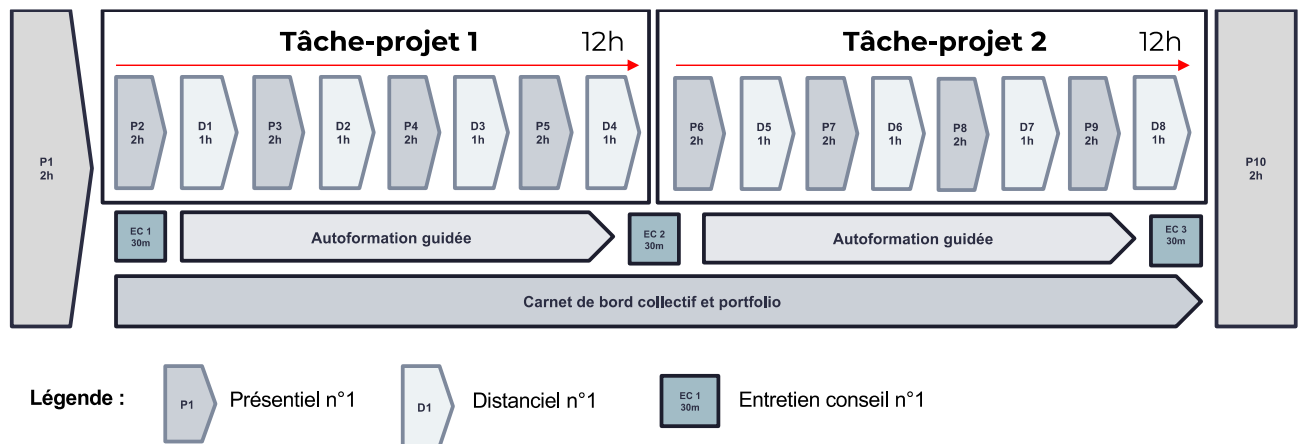 Tâche-projet 1 12h
Tâche-projet 2 12h
P1
2h
P2
2h
D1
1h
P3
2h
D2
1h
P4
2h
D3
1h
P5
2h
D4
1h
P6
2h
D5
1h
P7
2h
D6
1h
P8
2h
D7
1h
P9
2h
D8
1h
P10
2h
EC 1
30m
Autoformation guidée
EC 2
30m
Autoformation guidée
EC 3
30m
Carnet de bord collectif et portfolio
Légende :
P1
Présentiel n°1
D1
Distanciel n°1
EC 1
30m
Entretien conseil n°1